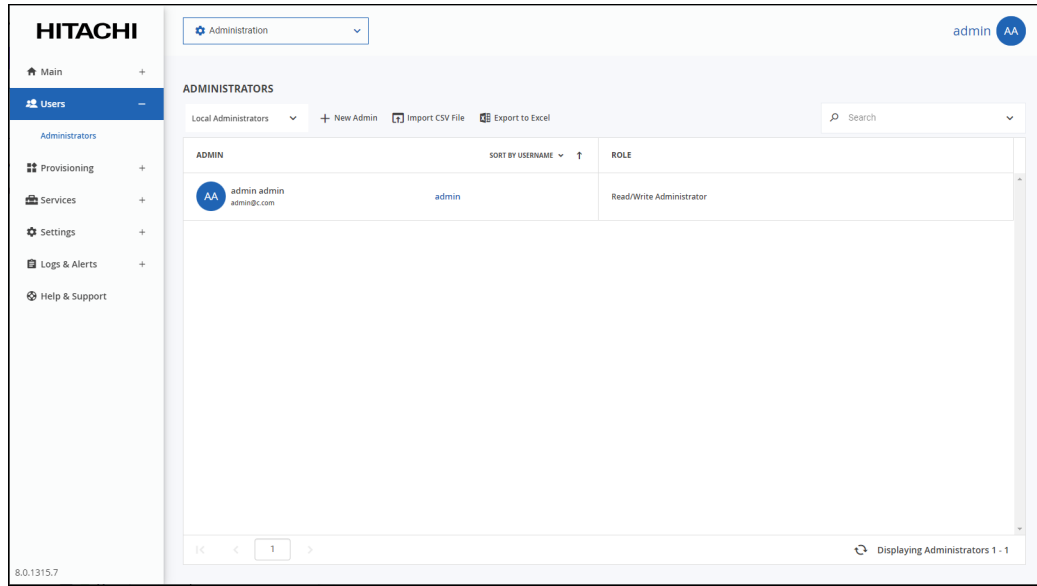 HITACHI
Administration
admin AA
Main
Users
Administrators
Provisioning
Services
Settings
Logs & Alerts
Help & Support
8.0.1315.7
ADMINISTRATORS
Local Administrators New Admin Import CSV File Export to Excel Search
ADMIN SORT BY USERNAME ROLE
AA admin admin admin Read/Write Administrator
admin@c.com
1 Displaying Administrators 1 - 1